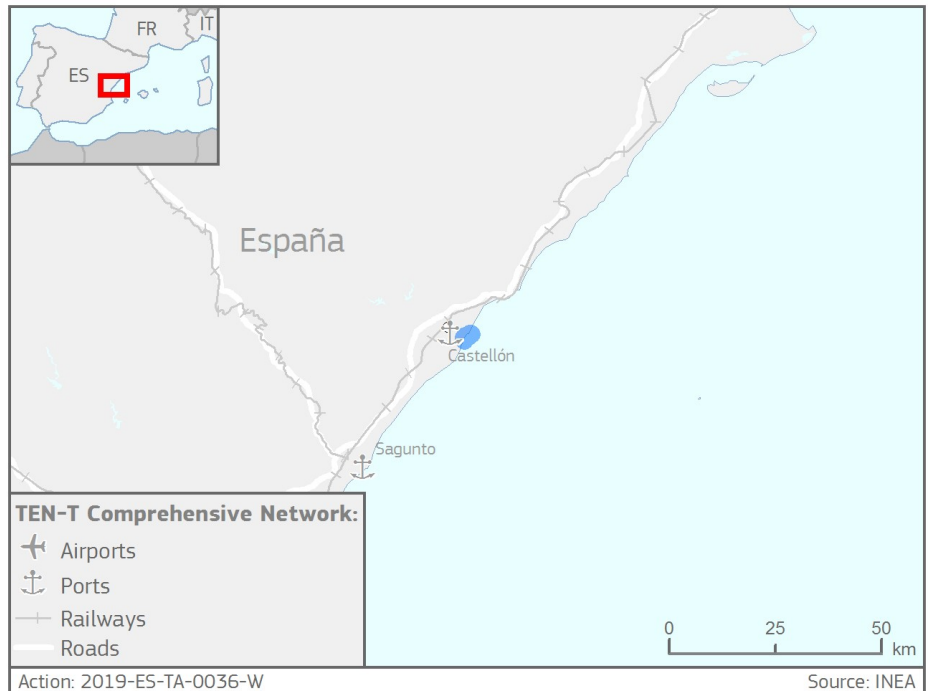 FR
IT
ES
España
Castellón
Sagunto
TEN-T Comprehensive Network:
Airports
Ports
Railways
Roads
0 25 50
km
Action: 2019-ES-TA-0036-W
Source: INEA